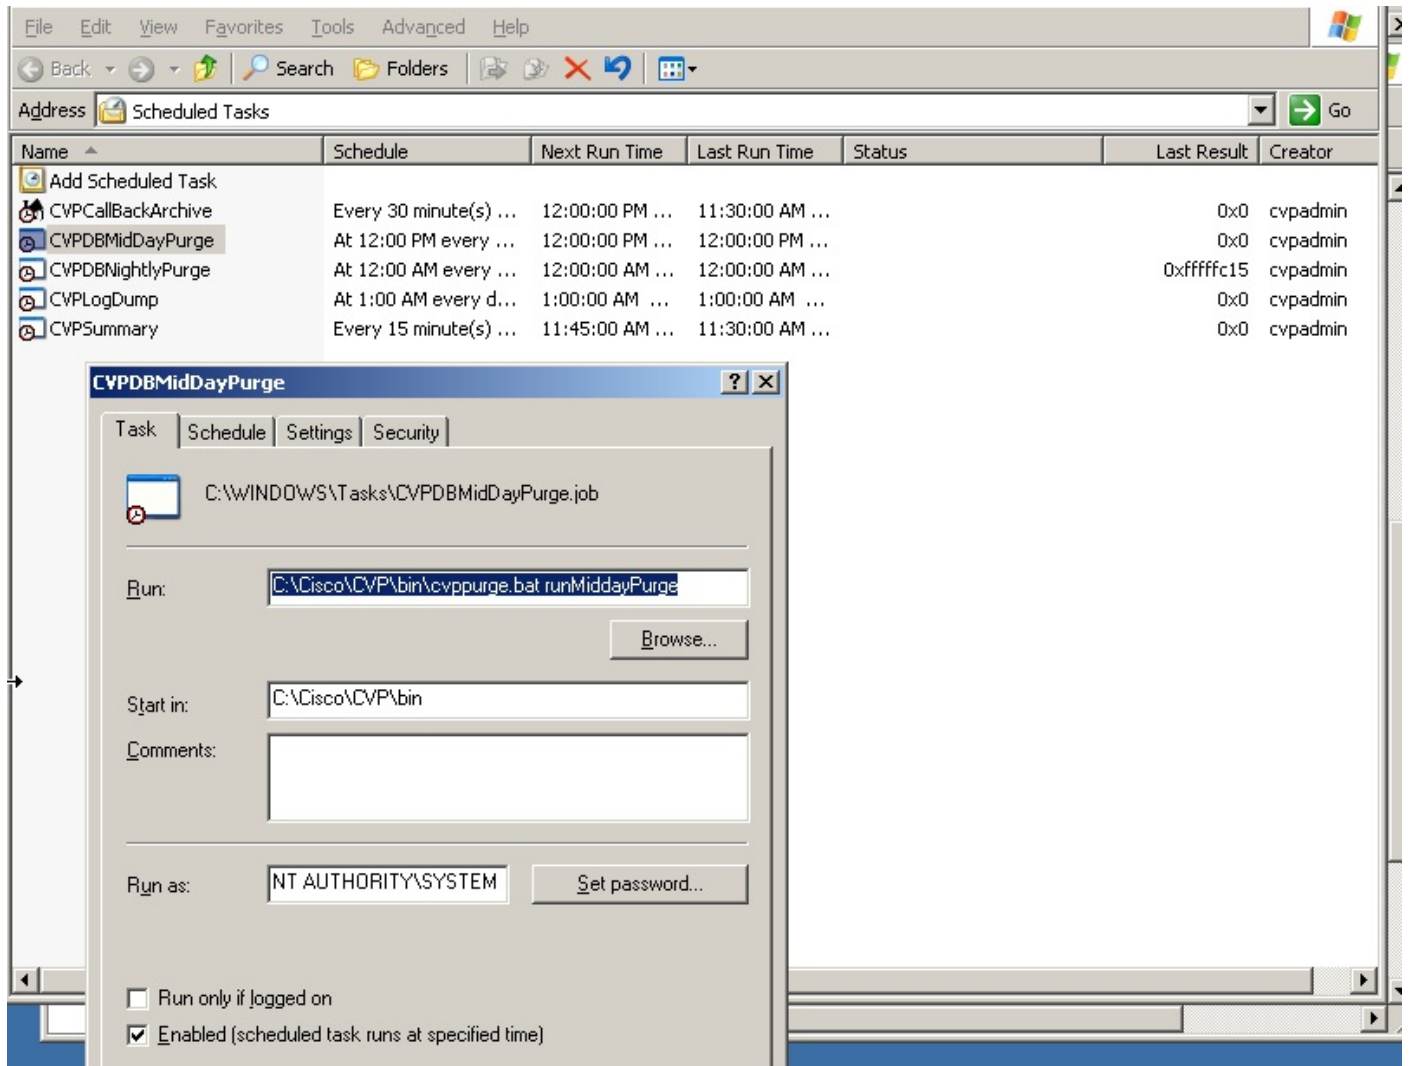 File Edit View Favorites Tools Advanced Help
Back Search Folders
Address Scheduled Tasks Go
Name Schedule Next Run Time Last Run Time Status Last Result Creator
Add Scheduled Task
CVPCallBackArchive Every 30 minute(s) ... 12:00:00 PM ... 11:30:00 AM ... 0x0 cvpadmin
CVPDBMidDayPurge At 12:00 PM every ... 12:00:00 PM ... 12:00:00 PM ... 0x0 cvpadmin
CVPDBNightlyPurge At 12:00 AM every ... 12:00:00 AM ... 12:00:00 AM ... 0xfffffc15 cvpadmin
CVPLogDump At 1:00 AM every d... 1:00:00 AM ... 1:00:00 AM ... 0x0 cvpadmin
CVPSummary Every 15 minute(s) ... 11:45:00 AM ... 11:30:00 AM ... 0x0 cvpadmin
CVPDBMidDayPurge
Task Schedule Settings Security
C:\WINDOWS\Tasks\CVPDBMidDayPurge.job
Run: C:\Cisco\CVP\bin\cvppurge.bat runMiddayPurge
Browse...
Start in: C:\Cisco\CVP\bin
Comments:
Run as: NT AUTHORITY\SYSTEM Set password...
Run only if logged on
Enabled (scheduled task runs at specified time)